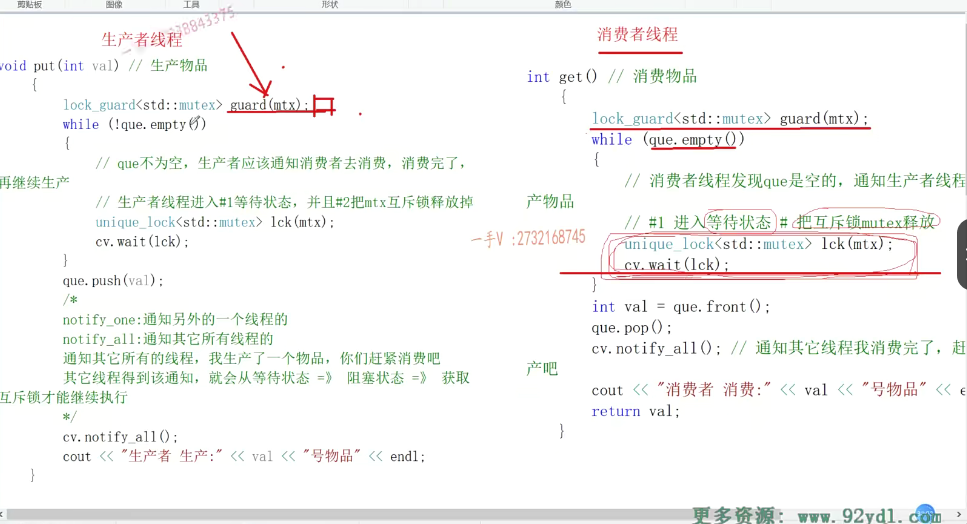 剪贴板
图像
工具
形状
颜色
生产者线程
void put(int val) // 生产物品
{
lock_guard<std::mutex> guard(mtx);
while (!que.empty())
{
// que不为空，生产者应该通知消费者去消费，消费完了，
再继续生产
// 生产者线程进入#1等待状态，并且#2把mtx互斥锁释放掉
unique_lock<std::mutex> lck(mtx);
cv.wait(lck);
}
que.push(val);
/*
notify_one:通知另外的一个线程的
notify_all:通知其它所有线程的
通知其它所有的线程，我生产了一个物品，你们赶紧消费吧
其它线程得到该通知，就会从等待状态 =》 阻塞状态 =》 获取
互斥锁才能继续执行
*/
cv.notify_all();
cout << "生产者 生产:" << val << "号物品" << endl;
}
消费者线程
int get() // 消费物品
{
lock_guard<std::mutex> guard(mtx);
while (que.empty())
{
// 消费者线程发现que是空的，通知生产者线程
产物品
// #1 进入等待状态 # 把互斥锁mutex释放
unique_lock<std::mutex> lck(mtx);
cv.wait(lck);
}
int val = que.front();
que.pop();
cv.notify_all(); // 通知其它线程我消费完了，赶
产吧
cout << "消费者 消费:" << val << "号物品" << e
return val;
}
一手V :2732168745
更多资源: www.92ydl.com